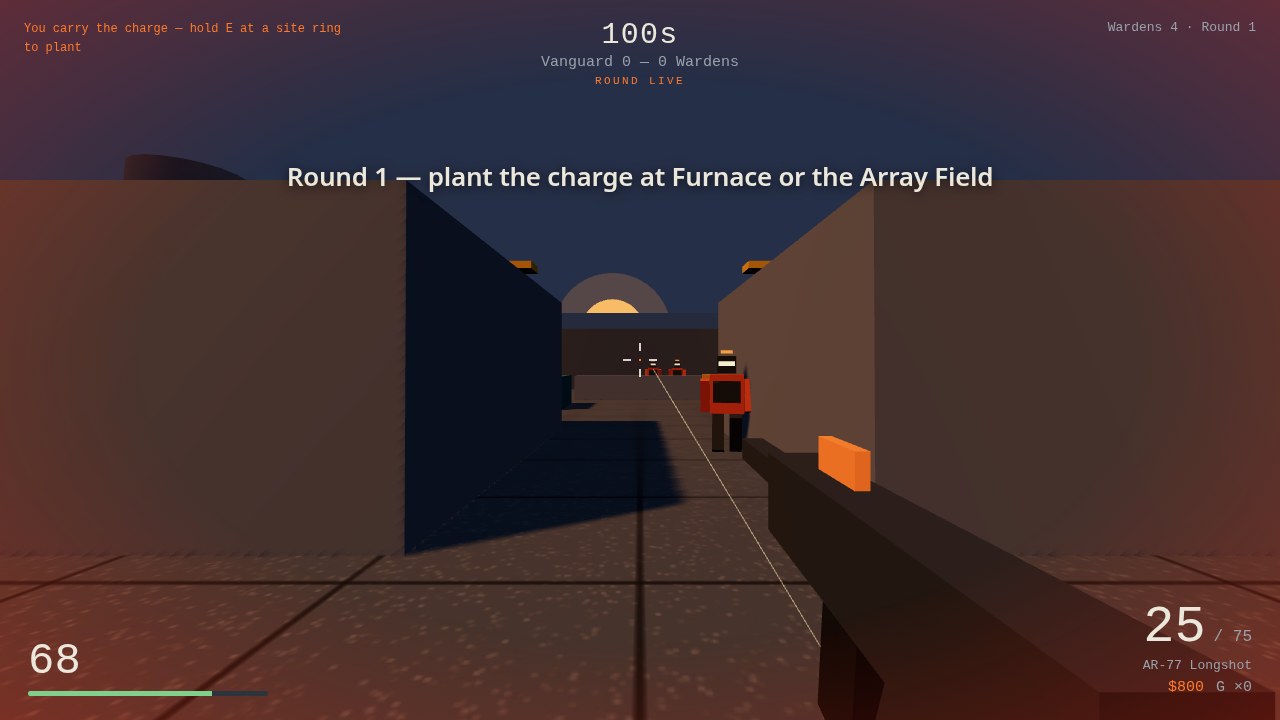 You carry the charge — hold E at a site ring
to plant
100s
Vanguard 0 — 0 Wardens
ROUND LIVE
Wardens 4 · Round 1
Round 1 — plant the charge at Furnace or the Array Field
68
25 / 75
AR-77 Longshot
$800 G ×0